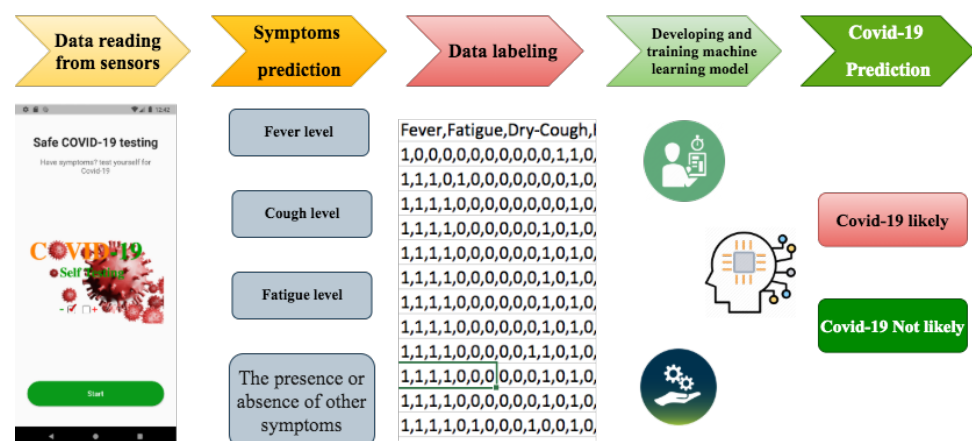 Data reading
from sensors
Symptoms
prediction
Data labeling
Developing and
training machine
learning model
Covid-19
Prediction
12:42
Safe COVID-19 testing
Have symptoms? test yourself for
Covid-19
COVID-19
Self Testing
Start
Fever level
Cough level
Fatigue level
The presence or
absence of other
symptoms
Fever,Fatigue,Dry-Cough,
1,0,0,0,0,0,0,0,0,0,1,1,0,
1,1,1,0,1,0,0,0,0,0,0,1,0,
1,1,1,1,0,0,0,0,0,0,0,1,0,
1,1,1,1,0,0,0,0,0,1,0,1,0,
1,1,1,1,0,0,0,0,0,1,0,1,0,
1,1,1,1,0,0,0,0,0,1,0,1,0,
1,1,1,1,0,0,0,0,0,1,0,1,0,
1,1,1,1,0,0,0,0,0,1,0,1,0,
1,1,1,1,0,0,0,0,0,1,1,0,1,0,
1,1,1,1,0,0,0,0,0,0,1,0,1,0,
1,1,1,1,0,0,0,0,0,1,0,1,0,
1,1,1,1,0,1,0,0,0,1,0,0,1,0,
Covid-19 likely
Covid-19 Not likely